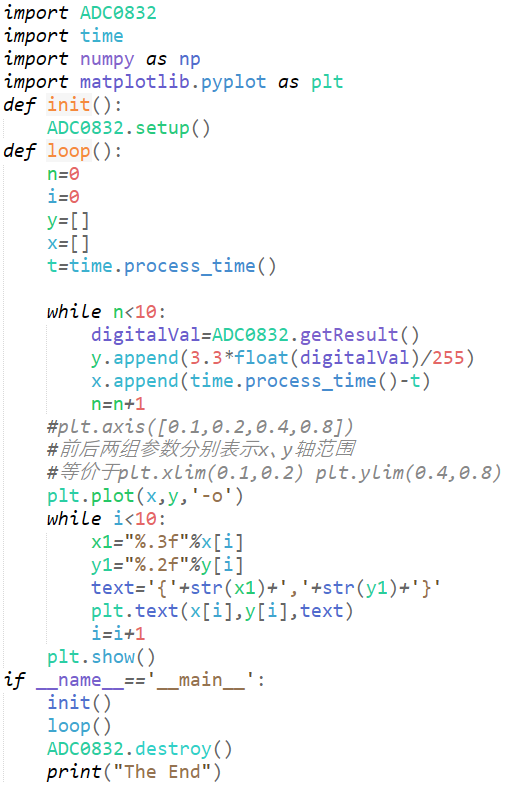 import ADC0832
import time
import numpy as np
import matplotlib.pyplot as plt
def init():
    ADC0832.setup()
def loop():
    n=0
    i=0
    y=[]
    x=[]
    t=time.process_time()

    while n<10:
        digitalVal=ADC0832.getResult()
        y.append(3.3*float(digitalVal)/255)
        x.append(time.process_time()-t)
        n=n+1
    #plt.axis([0.1,0.2,0.4,0.8])
    #前后两组参数分别表示x、y轴范围
    #等价于plt.xlim(0.1,0.2) plt.ylim(0.4,0.8)
    plt.plot(x,y,'-o')
    while i<10:
        x1="%.3f"%x[i]
        y1="%.2f"%y[i]
        text='{'+str(x1)+','+str(y1)+'}'
        plt.text(x[i],y[i],text)
        i=i+1
    plt.show()
if __name__=='__main__':
    init()
    loop()
    ADC0832.destroy()
    print("The End")